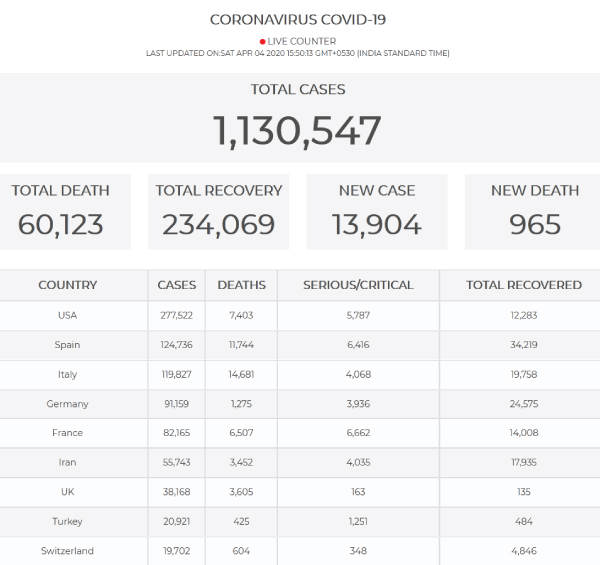 CORONAVIRUS COVID-19
LIVE COUNTER
LAST UPDATED ON:SAT APR 04 2020 15:50:13 GMT+0530 (INDIA STANDARD TIME)
TOTAL CASES
1,130,547
TOTAL DEATH TOTAL RECOVERY NEW CASE NEW DEATH
60,123 234,069 13,904 965
COUNTRY CASES DEATHS SERIOUS/CRITICAL TOTAL RECOVERED
USA 277,522 7,403 5,787 12,283
Spain 124,736 11,744 6,416 34,219
Italy 119,827 14,681 4,068 19,758
Germany 91,159 1,275 3,936 24,575
France 82,165 6,507 6,662 14,008
Iran 55,743 3,452 4,035 17,935
UK 38,168 3,605 163 135
Turkey 20,921 425 1,251 484
Switzerland 19,702 604 348 4,846